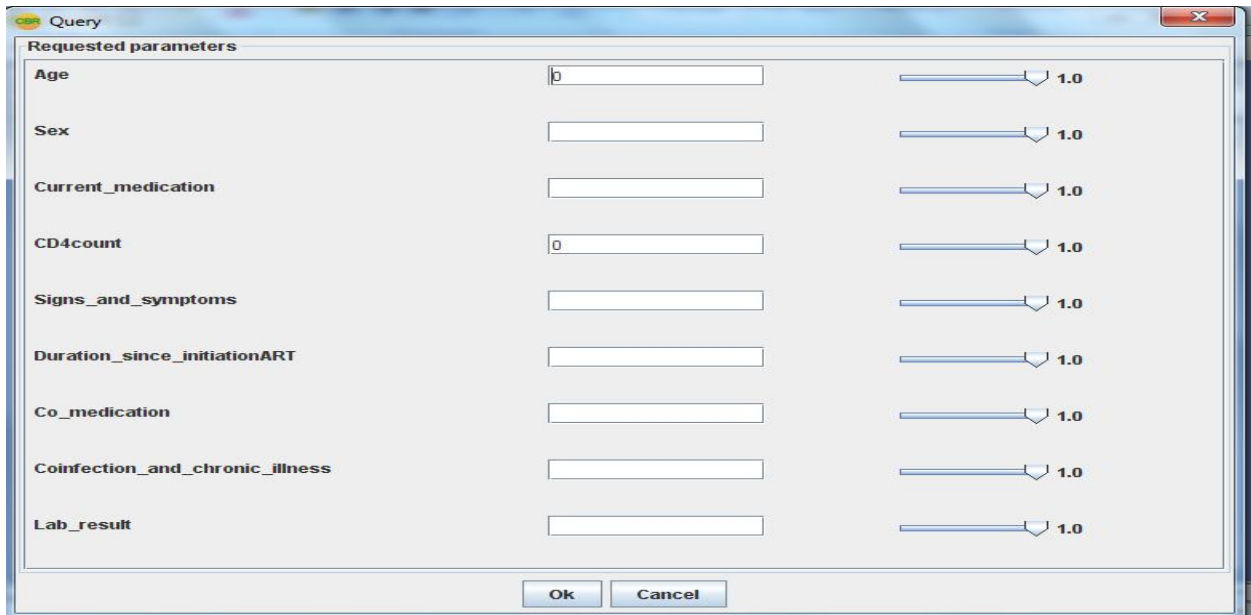 CBR Query
Requested parameters
Age 0 1.0
Sex 1.0
Current_medication 1.0
CD4count 0 1.0
Signs_and_symptoms 1.0
Duration_since_initiationART 1.0
Co_medication 1.0
Coinfection_and_chronic_illness 1.0
Lab_result 1.0
Ok Cancel